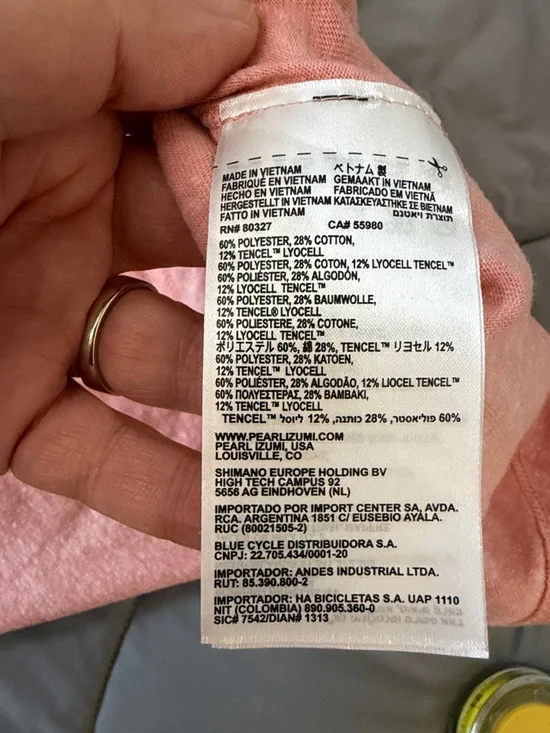 MADE IN VIETNAM ベトナム製
FABRIQUÉ EN VIETNAM GEMAAKT IN VIETNAM
HECHO EN VIETNAM FABRICADO EM VIETNÃ
HERGESTELLT IN VIETNAM ΚΑΤΑΣΚΕΥΑΣΤΗΚΕ ΣΕ ΒΙΕΤΝΑΜ
FATTO IN VIETNAM תוצרת ויאטנם
RN# 80327 CA# 55980
60% POLYESTER, 28% COTTON,
12% TENCEL™ LYOCELL
60% POLYESTER, 28% COTON, 12% LYOCELL TENCEL™
60% POLIÉSTER, 28% ALGODÓN,
12% LYOCELL TENCEL™
60% POLYESTER, 28% BAUMWOLLE,
12% TENCEL® LYOCELL
60% POLIESTERE, 28% COTONE,
12% LYOCELL TENCEL™
ポリエステル 60%, 綿 28%, TENCEL™ リヨセル 12%
60% POLYESTER, 28% KATOEN,
12% TENCEL™ LYOCELL
60% POLIÉSTER, 28% ALGODÃO, 12% LIOCEL TENCEL™
60% ΠΟΛΥΕΣΤΕΡΑΣ, 28% ΒΑΜΒΑΚΙ,
12% TENCEL™ LYOCELL
60% פוליאסטר, 28% כותנה, 12% ליוסל TENCEL™
WWW.PEARLIZUMI.COM
PEARL IZUMI, USA
LOUISVILLE, CO
SHIMANO EUROPE HOLDING BV
HIGH TECH CAMPUS 92
5656 AG EINDHOVEN (NL)
IMPORTADO POR IMPORT CENTER SA, AVDA.
RCA. ARGENTINA 1851 C/ EUSEBIO AYALA.
RUC (80021505-2)
BLUE CYCLE DISTRIBUIDORA S.A.
CNPJ: 22.705.434/0001-20
IMPORTADOR: ANDES INDUSTRIAL LTDA.
RUT: 85.390.800-2
IMPORTADOR: HA BICICLETAS S.A. UAP 1110
NIT (COLOMBIA) 890.905.360-0
SIC# 7542/DIAN# 1313